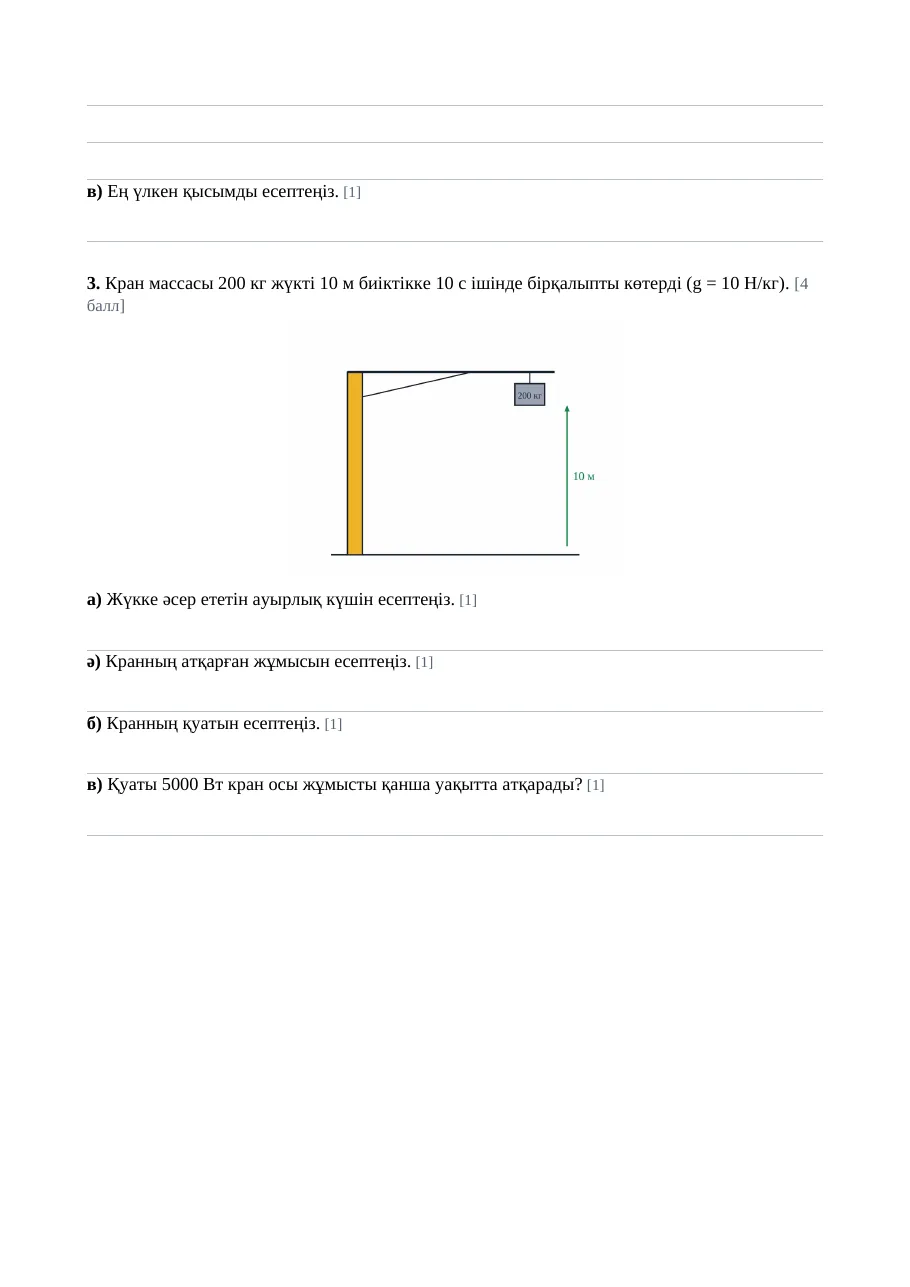 в) Ең үлкен қысымды есептеңіз. [1]
3. Кран массасы 200 кг жүкті 10 м биіктікке 10 с ішінде бірқалыпты көтерді (g = 10 Н/кг). [4
балл]
200 кг
10 м
а) Жүкке әсер ететін ауырлық күшін есептеңіз. [1]
ә) Кранның атқарған жұмысын есептеңіз. [1]
б) Кранның қуатын есептеңіз. [1]
в) Қуаты 5000 Вт кран осы жұмысты қанша уақытта атқарады? [1]